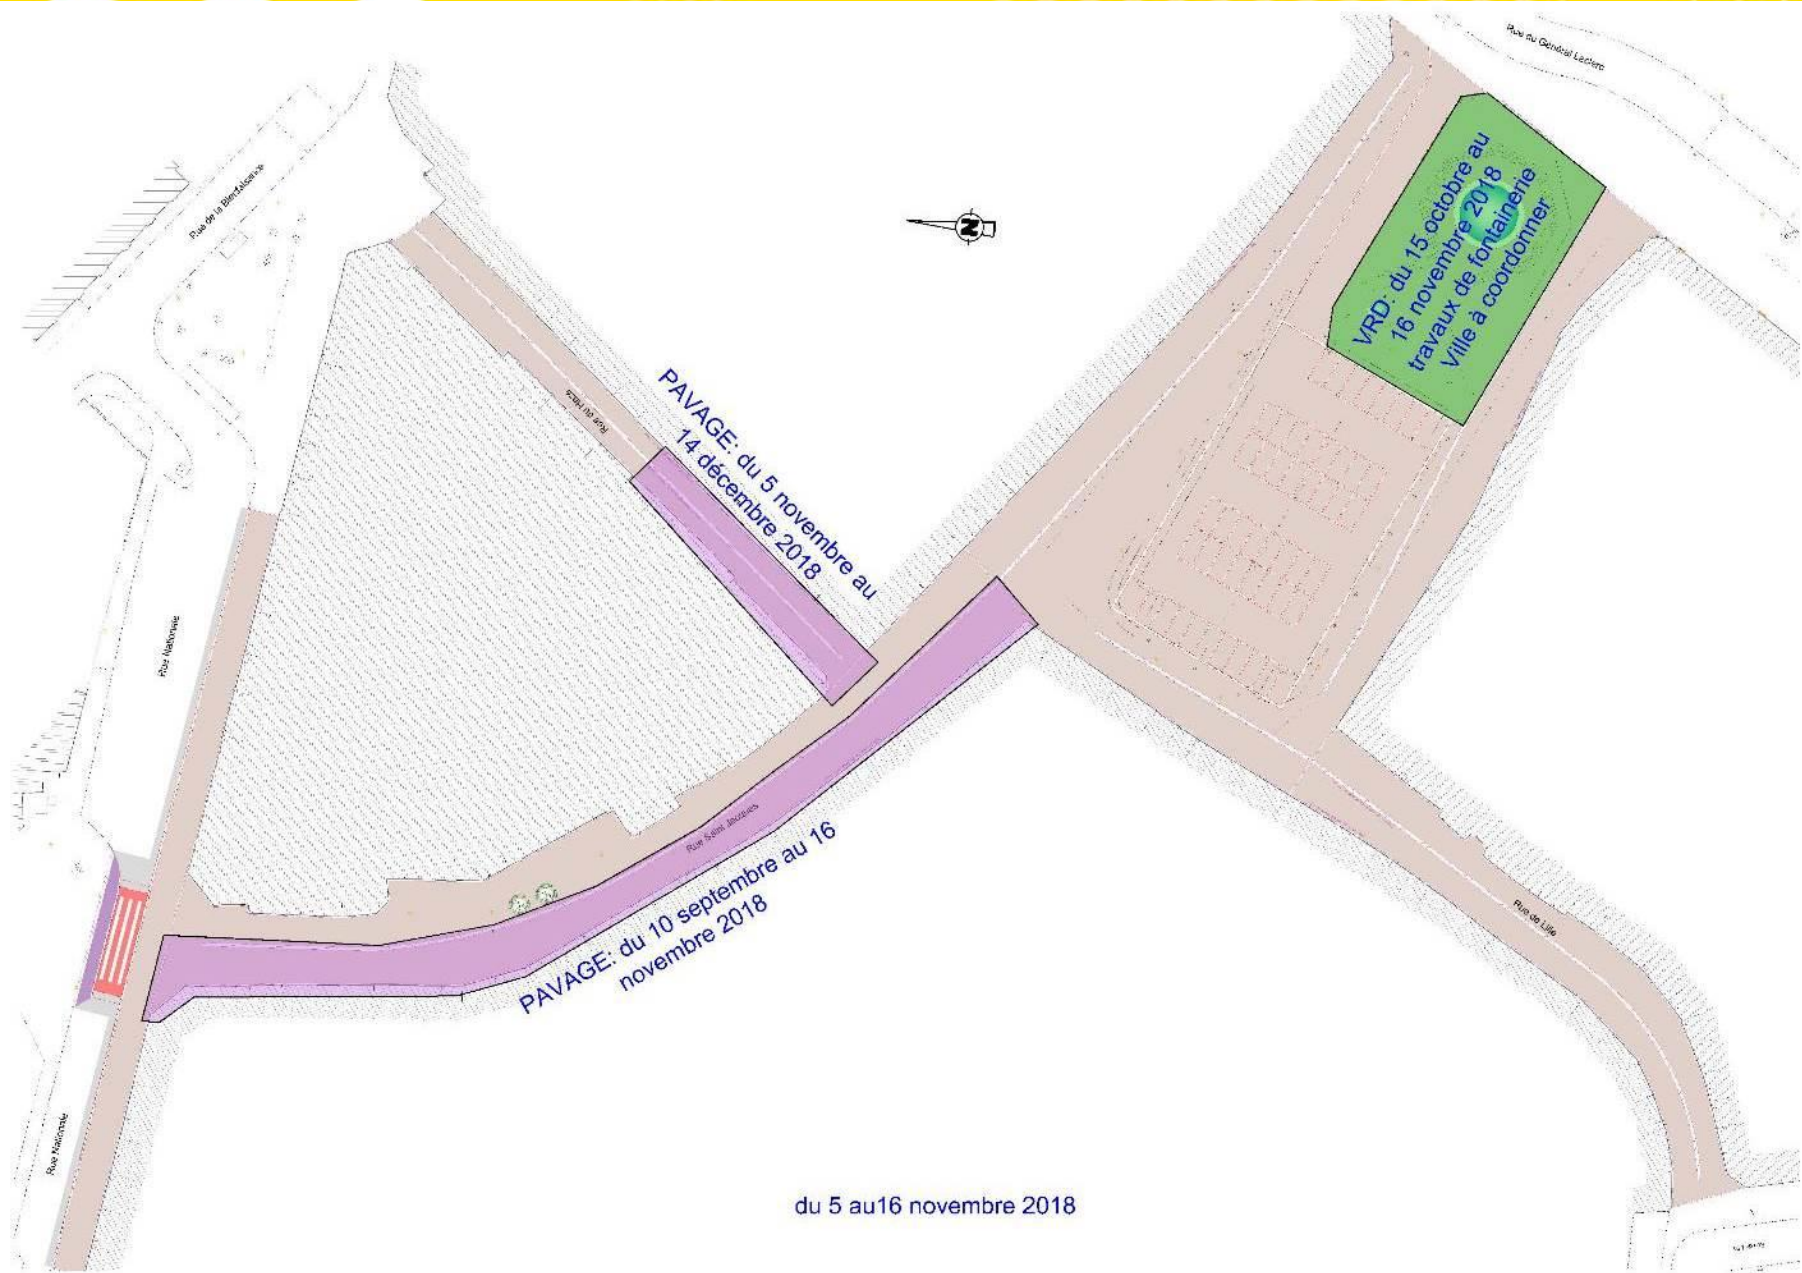 Rue du Général Leclerc
Rue de la Bienfaisance
VRD: du 15 octobre au
16 novembre 2018
travaux de fontainerie
Ville à coordonner
N
PAVAGE: du 5 novembre au
14 décembre 2018
Rue Nationale
Rue Saint Jacques
PAVAGE: du 10 septembre au 16
novembre 2018
Rue de Lille
Rue Nationale
du 5 au16 novembre 2018